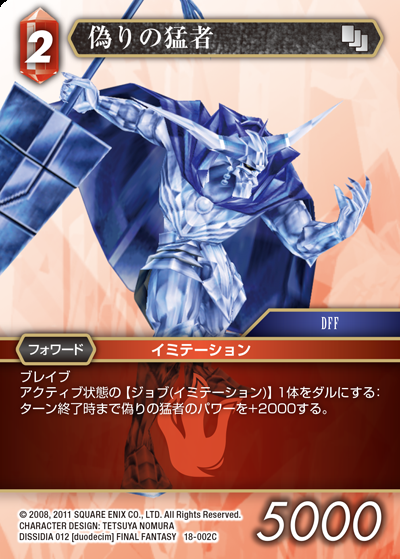 2
偽りの猛者
DFF
フォワード
イミテーション
ブレイブ
アクティブ状態の【ジョブ(イミテーション)】1体をダルにする:
ターン終了時まで偽りの猛者のパワーを+2000する。
© 2008, 2011 SQUARE ENIX CO., LTD. All Rights Reserved.
CHARACTER DESIGN: TETSUYA NOMURA
DISSIDIA 012 [duodecim] FINAL FANTASY 18-002C
5000